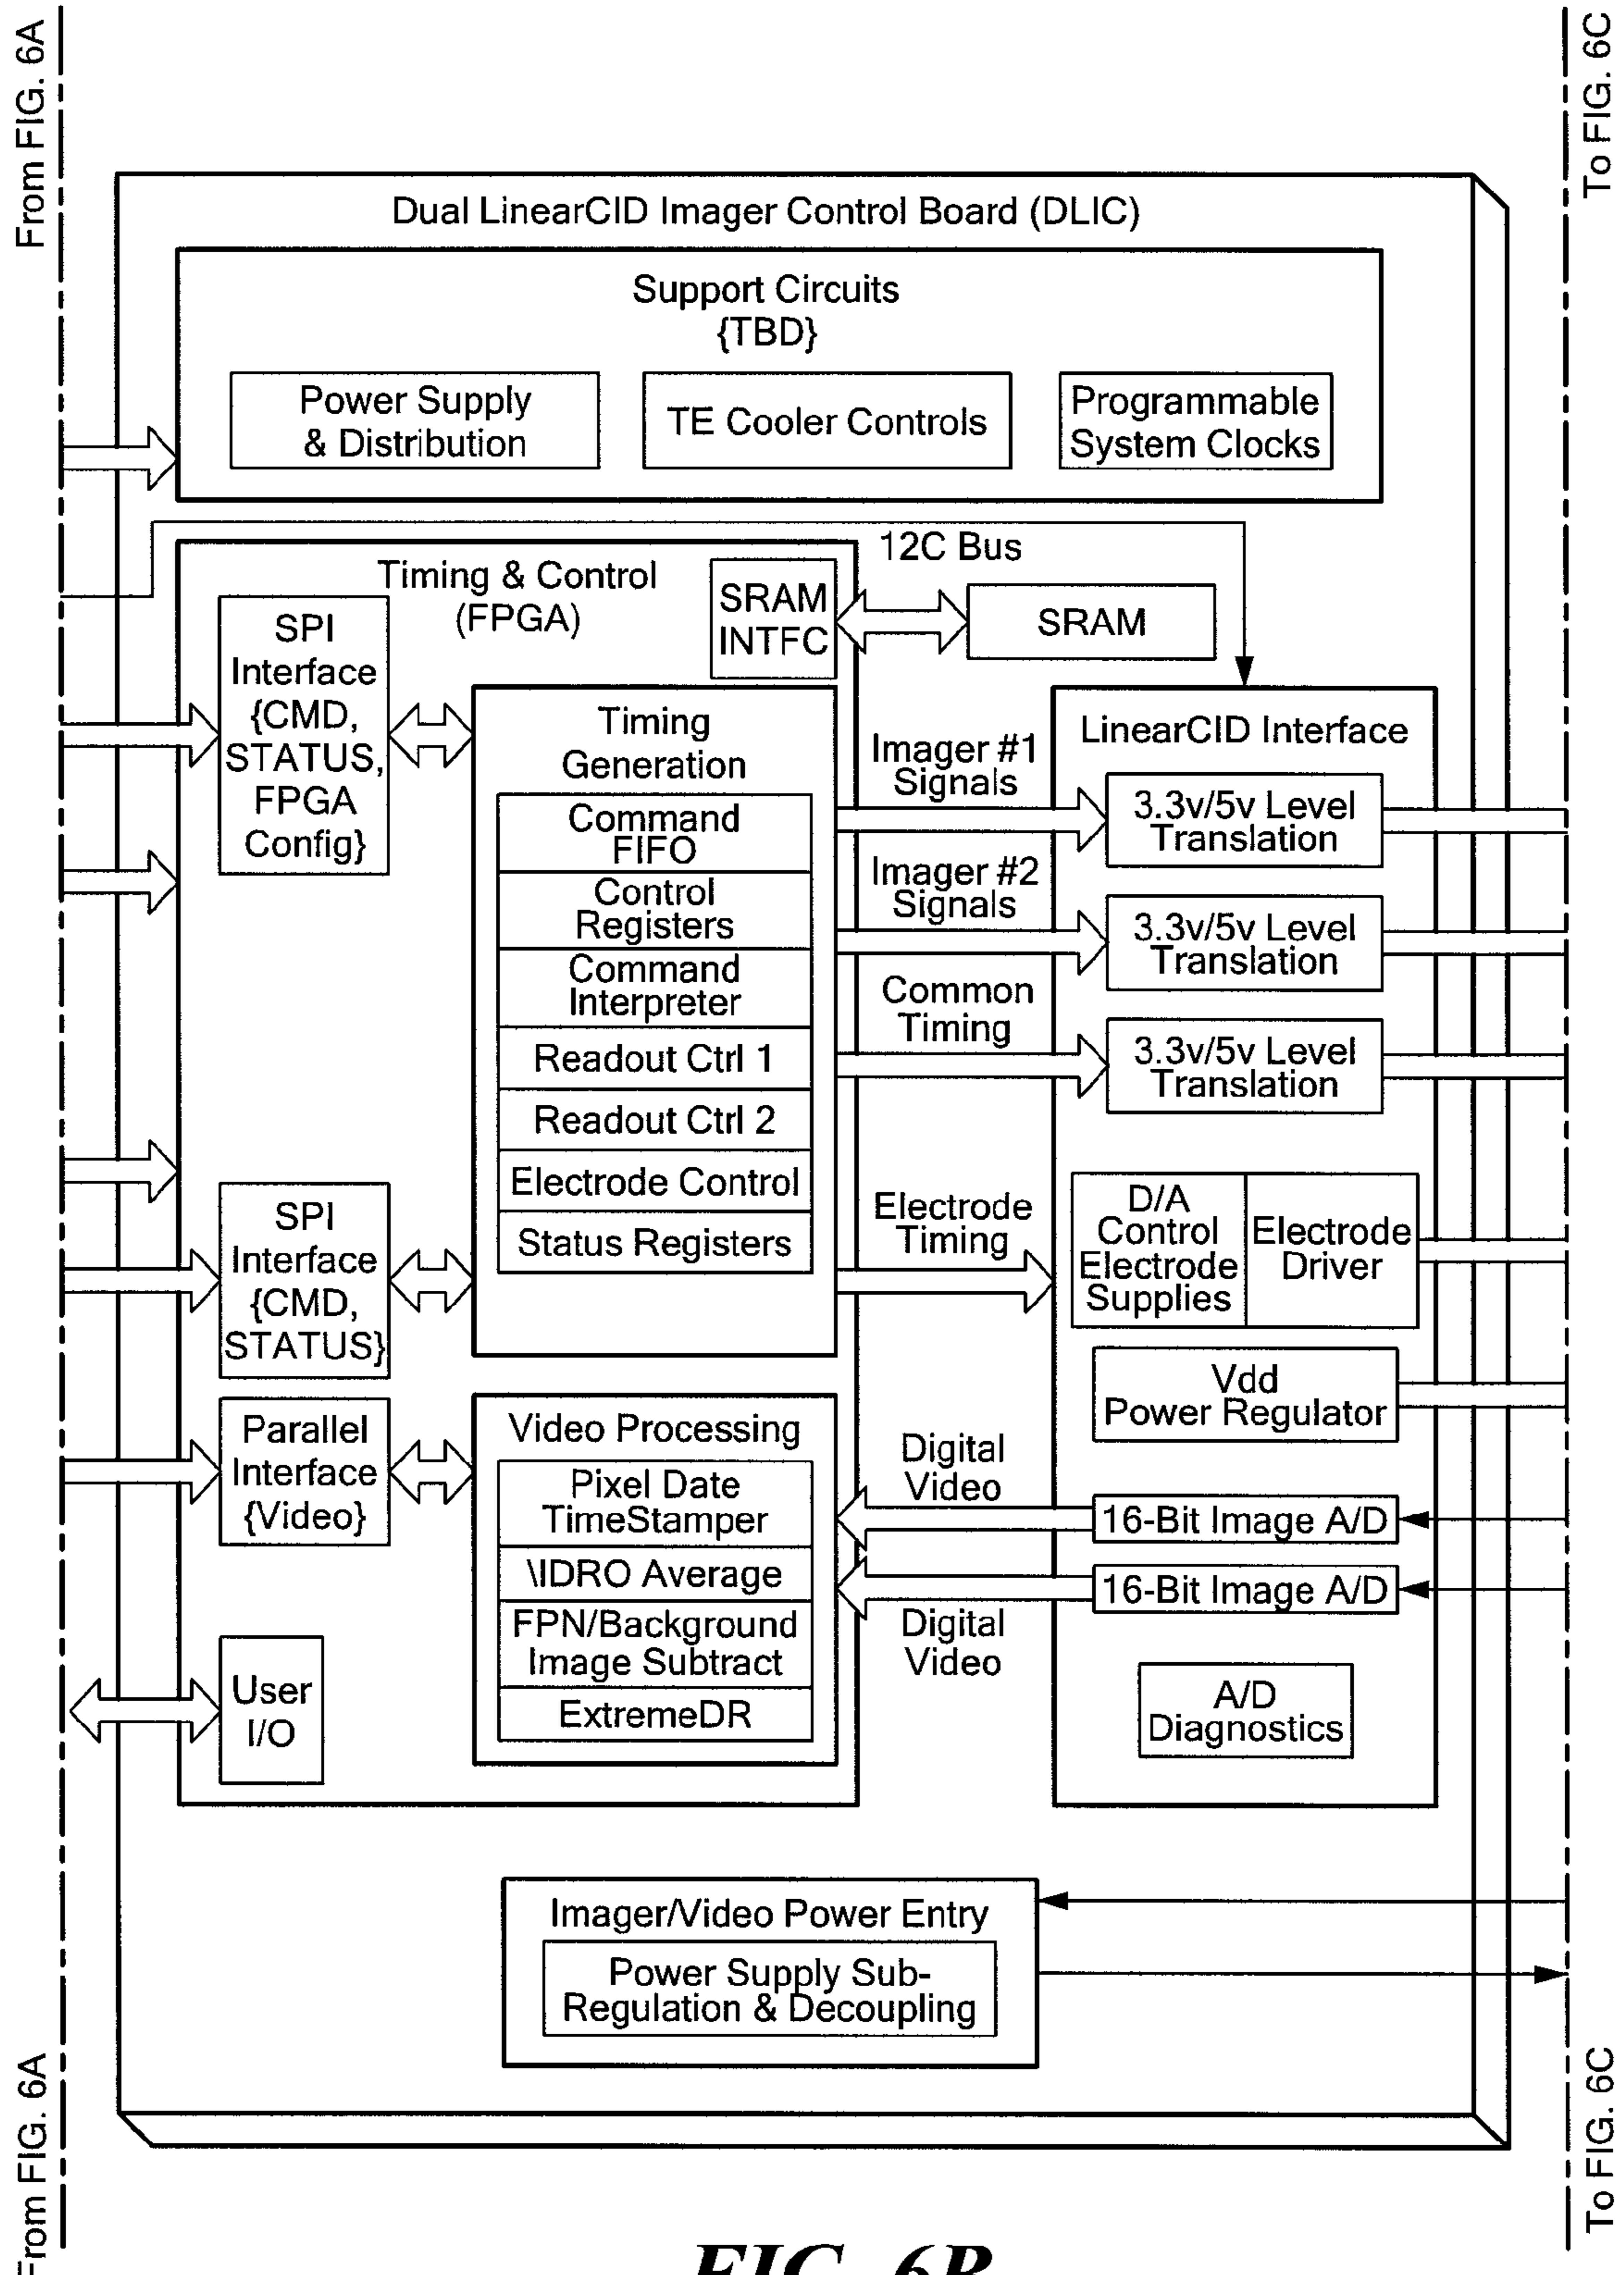 From FIG. 6A
To FIG. 6C
Dual LinearCID Imager Control Board (DLIC)
Support Circuits
{TBD}
Power Supply
& Distribution
TE Cooler Controls
Programmable
System Clocks
12C Bus
Timing & Control
(FPGA)
SRAM
INTFC
SRAM
SPI
Interface
{CMD,
STATUS,
FPGA
Config}
Timing
Generation
Command
FIFO
Control
Registers
Command
Interpreter
Readout Ctrl 1
Readout Ctrl 2
Electrode Control
Status Registers
Imager #1
Signals
Imager #2
Signals
Common
Timing
Electrode
Timing
LinearCID Interface
3.3v/5v Level
Translation
3.3v/5v Level
Translation
3.3v/5v Level
Translation
D/A
Control
Electrode
Supplies
Electrode
Driver
Vdd
Power Regulator
SPI
Interface
{CMD,
STATUS}
Parallel
Interface
{Video}
Video Processing
Pixel Date
TimeStamper
\IDRO Average
FPN/Background
Image Subtract
ExtremeDR
Digital
Video
Digital
Video
16-Bit Image A/D
16-Bit Image A/D
A/D
Diagnostics
User
I/O
Imager/Video Power Entry
Power Supply Sub-
Regulation & Decoupling
From FIG. 6A
To FIG. 6C
FIG. 6B